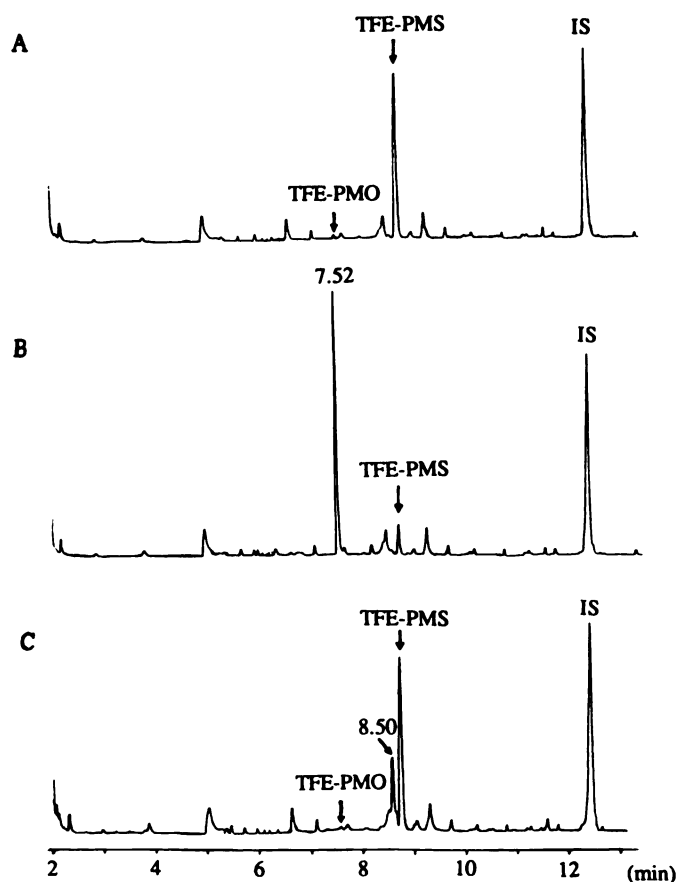 A
TFE-PMS
IS
TFE-PMO
7.52
B
IS
TFE-PMS
TFE-PMS
IS
C
8.50
TFE-PMO
2 4 6 8 10 12 (min)